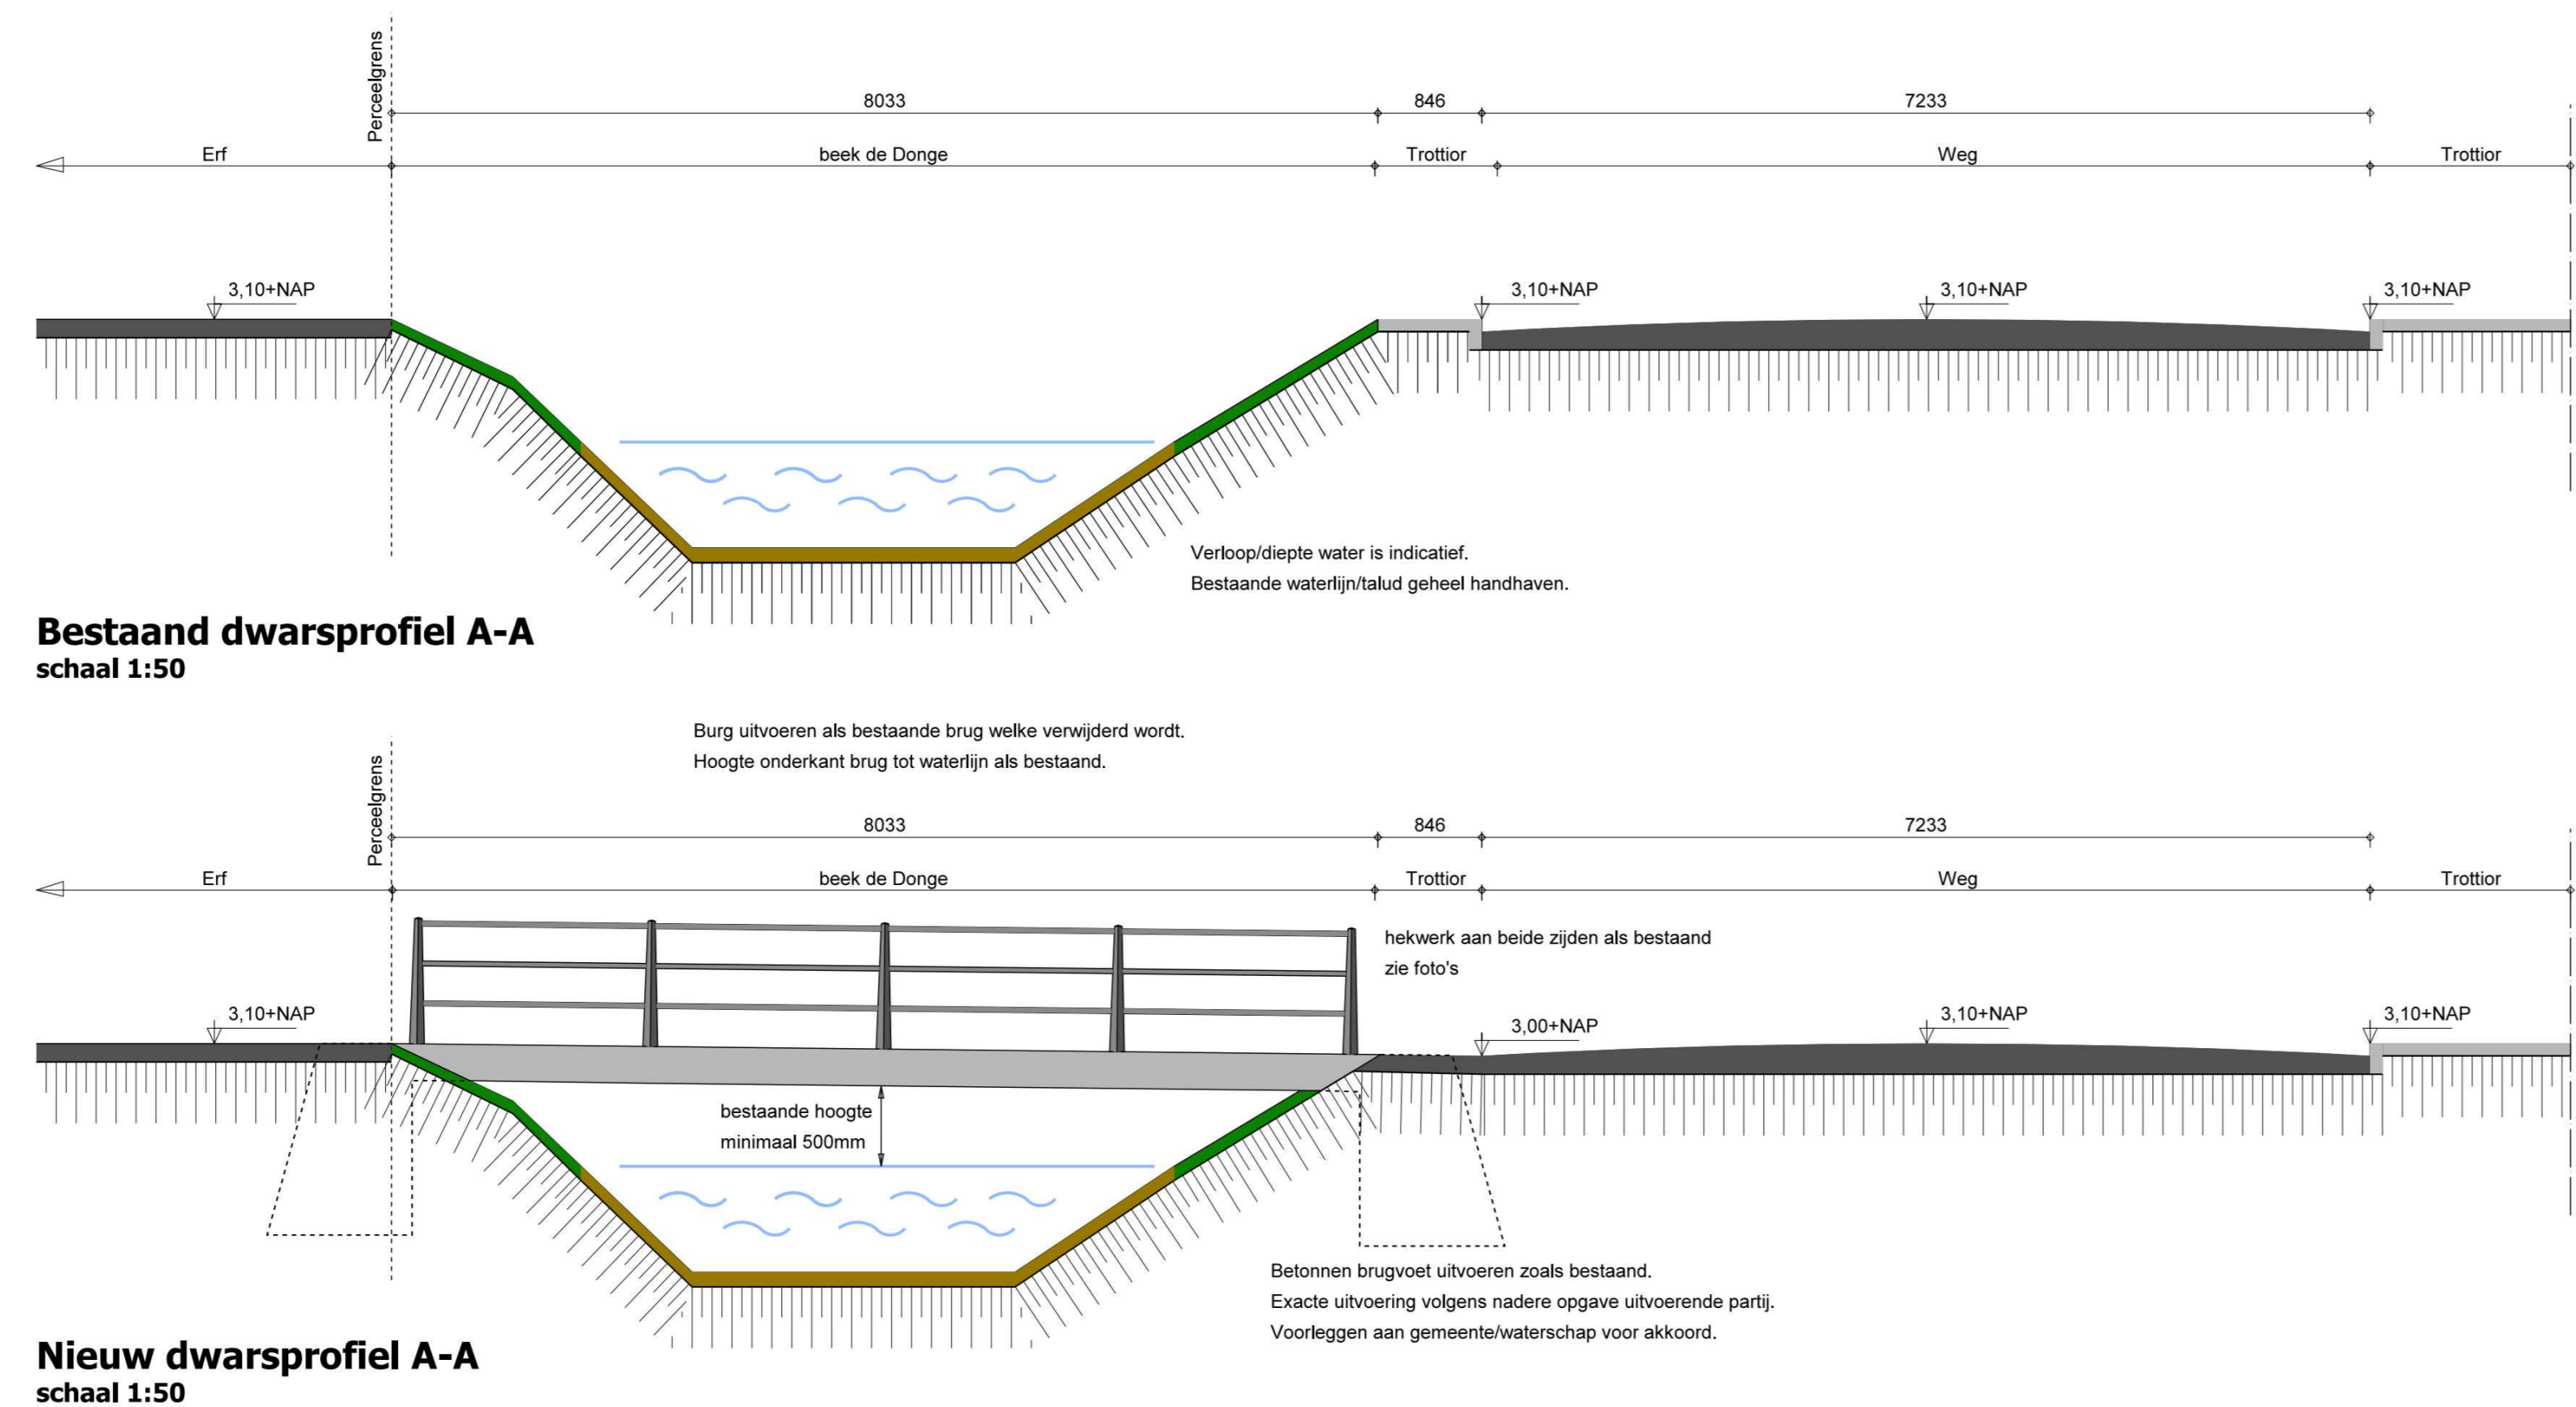 Perceelgrens
8033
846
7233
Erf
beek de Donge
Trottior
Weg
Trottior
3,10+NAP
3,10+NAP
3,10+NAP
3,10+NAP
Verloop/diepte water is indicatief.
Bestaande waterlijn/talud geheel handhaven.
Bestaand dwarsprofiel A-A
schaal 1:50
Burg uitvoeren als bestaande brug welke verwijderd wordt.
Hoogte onderkant brug tot waterlijn als bestaand.
Perceelgrens
8033
846
7233
Erf
beek de Donge
Trottior
Weg
Trottior
hekwerk aan beide zijden als bestaand
zie foto's
3,10+NAP
3,00+NAP
3,10+NAP
3,10+NAP
bestaande hoogte
minimaal 500mm
Betonnen brugvoet uitvoeren zoals bestaand.
Exacte uitvoering volgens nadere opgave uitvoerende partij.
Voorleggen aan gemeente/waterschap voor akkoord.
Nieuw dwarsprofiel A-A
schaal 1:50